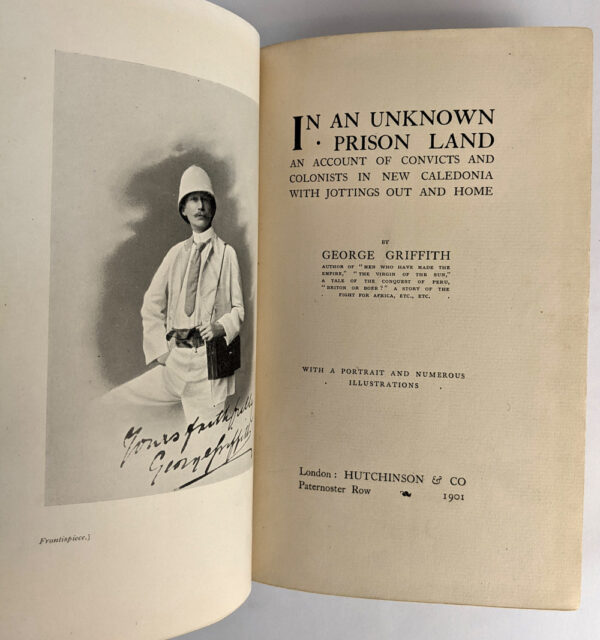 Yours faithfully
George Griffith
Frontispiece.]
IN AN UNKNOWN
· PRISON LAND
AN ACCOUNT OF CONVICTS AND
COLONISTS IN NEW CALEDONIA
WITH JOTTINGS OUT AND HOME
BY
GEORGE GRIFFITH
AUTHOR OF "MEN WHO HAVE MADE THE
EMPIRE," "THE VIRGIN OF THE SUN,"
A TALE OF THE CONQUEST OF PERU,
"BRITON OR BOER?" A STORY OF THE
· FIGHT FOR AFRICA, ETC., ETC. ·
WITH A PORTRAIT AND NUMEROUS
· ILLUSTRATIONS ·
London: HUTCHINSON & CO
Paternoster Row 1901